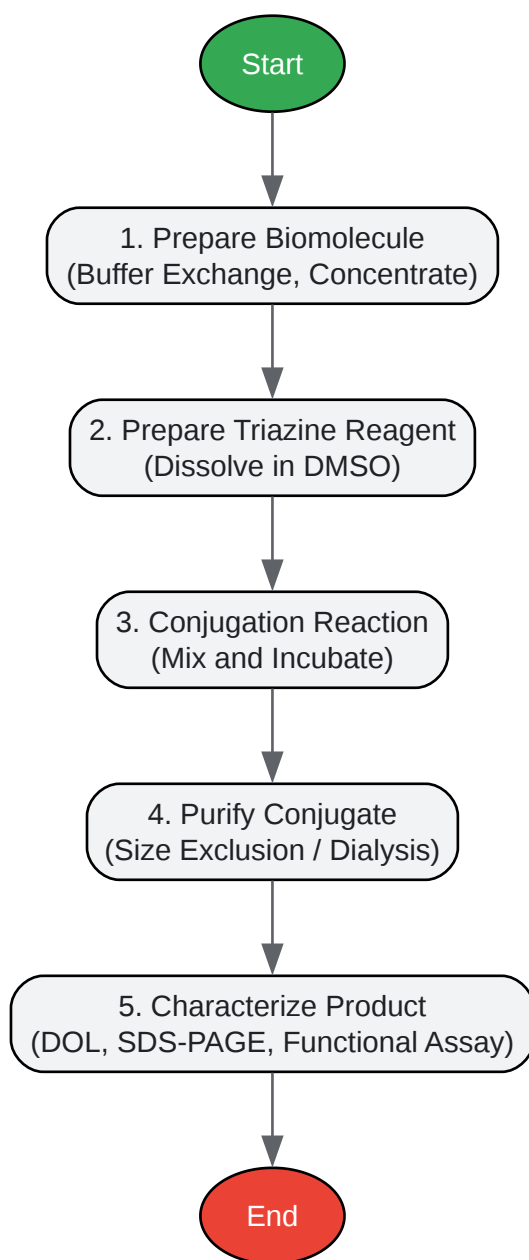 Start
1. Prepare Biomolecule
(Buffer Exchange, Concentrate)
2. Prepare Triazine Reagent
(Dissolve in DMSO)
3. Conjugation Reaction
(Mix and Incubate)
4. Purify Conjugate
(Size Exclusion / Dialysis)
5. Characterize Product
(DOL, SDS-PAGE, Functional Assay)
End